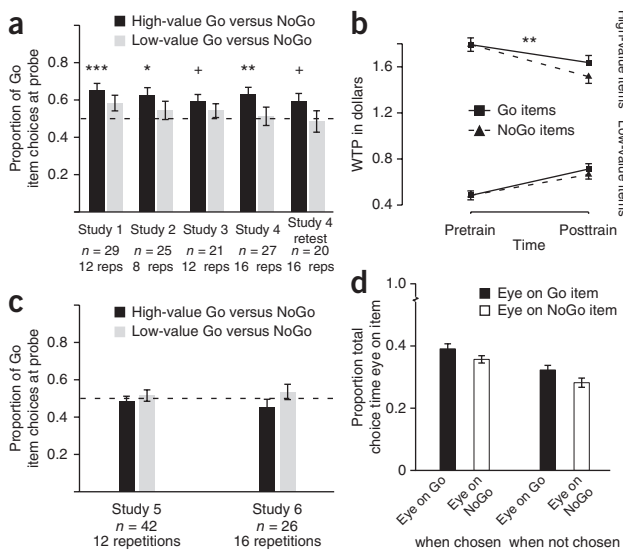 a
High-value Go versus NoGo
Low-value Go versus NoGo
Proportion of Go
item choices at probe
0.8
0.6
0.4
0.2
***
*
+
**
+
Study 1
n = 29
12 reps
Study 2
n = 25
8 reps
Study 3
n = 21
12 reps
Study 4
n = 27
16 reps
Study 4
retest
n = 20
16 reps
b
WTP in dollars
1.6
1.2
0.8
0.4
**
Go items
NoGo items
Pretrain
Posttrain
Time
High-value items
Low-value items
c
High-value Go versus NoGo
Low-value Go versus NoGo
Proportion of Go
item choices at probe
0.8
0.6
0.4
0.2
Study 5
n = 42
12 repetitions
Study 6
n = 26
16 repetitions
d
Eye on Go item
Eye on NoGo item
Proportion total
choice time eye on item
1.0
0.4
0.2
0
Eye on Go
Eye on
NoGo
Eye on Go
Eye on
NoGo
when chosen
when not chosen